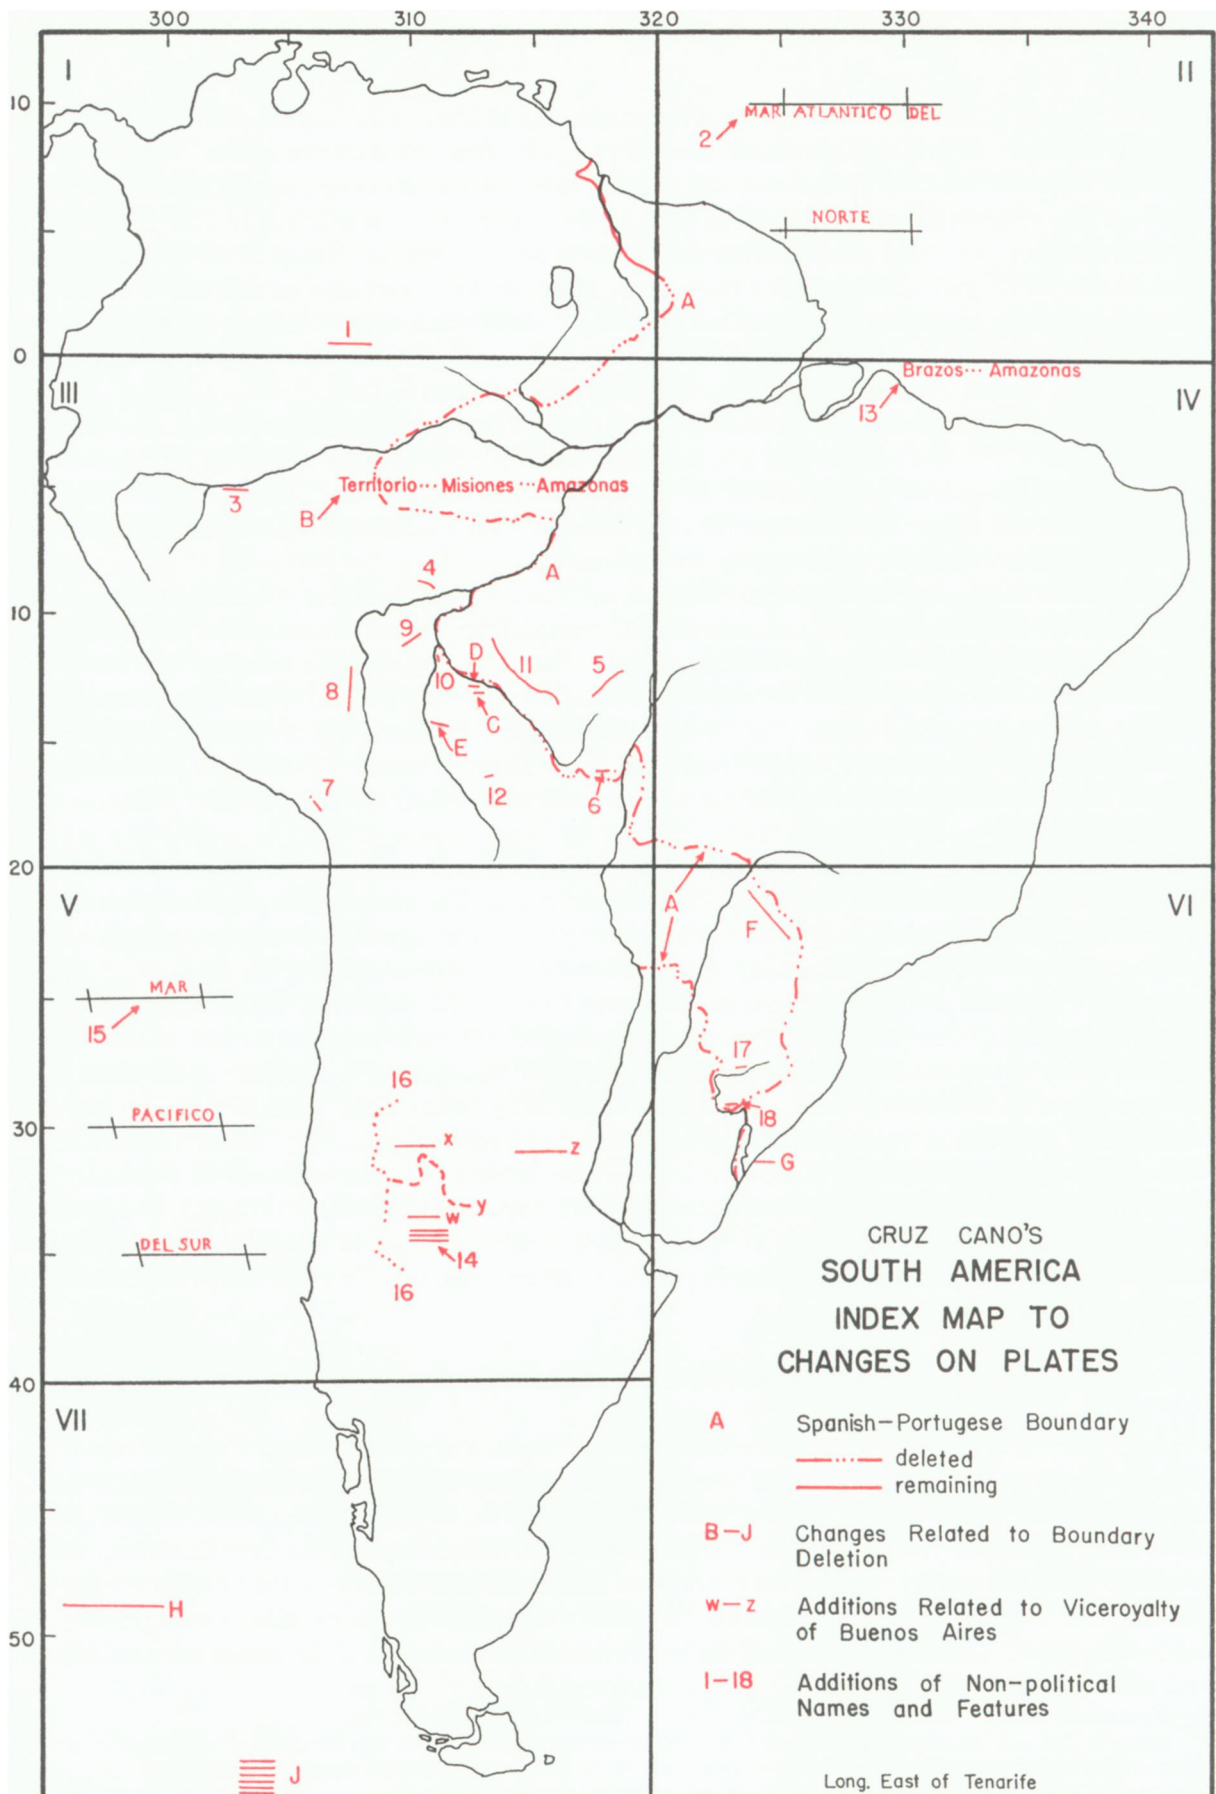 300 310 320 330 340
I II
10
MAR ATLANTICO DEL
2
NORTE
A
1
0
Brazos···Amazonas
III IV
13
Territorio···Misiones···Amazonas
3
B
A
4
10
9
D
11 5
10
8
C
E
7
12
6
20
V VI
A
F
MAR
15
17
16
PACIFICO
18
30
x
z
G
y
w
DEL SUR
14
16
CRUZ CANO'S
SOUTH AMERICA
INDEX MAP TO
CHANGES ON PLATES
40
VII
A Spanish-Portugese Boundary
deleted
remaining
B-J Changes Related to Boundary
Deletion
H
w-z Additions Related to Viceroyalty
of Buenos Aires
50
1-18 Additions of Non-political
Names and Features
J
Long. East of Tenarife